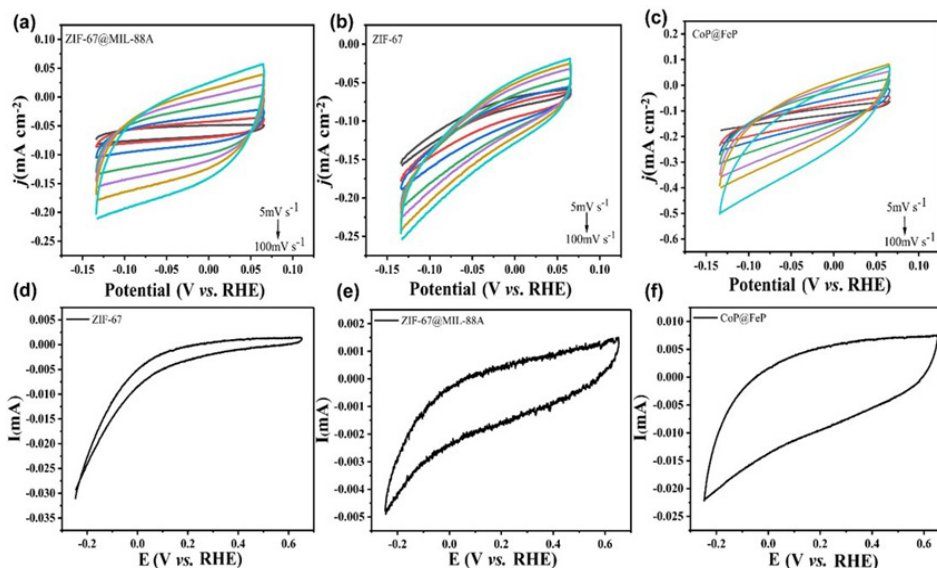 (a)
ZIF-67@MIL-88A
0.10
0.05
0.00
-0.05
-0.10
-0.15
-0.20
-0.25
j(mA cm⁻²)
5mV s⁻¹
100mV s⁻¹
-0.15 -0.10 -0.05 0.00 0.05 0.10
Potential (V vs. RHE)
(b)
ZIF-67
0.00
-0.05
-0.10
-0.15
-0.20
-0.25
j(mA cm⁻²)
5mV s⁻¹
100mV s⁻¹
-0.15 -0.10 -0.05 0.00 0.05 0.10
Potential (V vs. RHE)
(c)
CoP@FeP
0.2
0.1
0.0
-0.1
-0.2
-0.3
-0.4
-0.5
-0.6
j(mA cm⁻²)
5mV s⁻¹
100mV s⁻¹
-0.15 -0.10 -0.05 0.00 0.05 0.10
Potential (V vs. RHE)
(d)
ZIF-67
0.005
0.000
-0.005
-0.010
-0.015
-0.020
-0.025
-0.030
-0.035
I(mA)
-0.2 0.0 0.2 0.4 0.6
E (V vs. RHE)
(e)
ZIF-67@MIL-88A
0.002
0.001
0.000
-0.001
-0.002
-0.003
-0.004
-0.005
I(mA)
-0.2 0.0 0.2 0.4 0.6
E (V vs. RHE)
(f)
CoP@FeP
0.010
0.005
0.000
-0.005
-0.010
-0.015
-0.020
-0.025
I(mA)
-0.2 0.0 0.2 0.4 0.6
E (V vs. RHE)